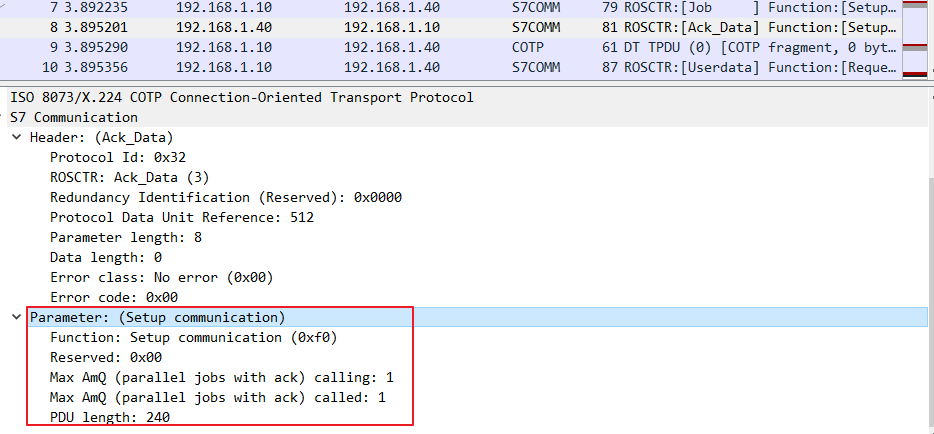 7 3.892235 192.168.1.10 192.168.1.40 S7COMM 79 ROSCTR:[Job ] Function:[Setup…
8 3.895201 192.168.1.40 192.168.1.10 S7COMM 81 ROSCTR:[Ack_Data] Function:[Setup…
9 3.895290 192.168.1.10 192.168.1.40 COTP 61 DT TPDU (0) [COTP fragment, 0 byt…
10 3.895356 192.168.1.10 192.168.1.40 S7COMM 87 ROSCTR:[Userdata] Function:[Reque…
ISO 8073/X.224 COTP Connection-Oriented Transport Protocol
S7 Communication
Header: (Ack_Data)
Protocol Id: 0x32
ROSCTR: Ack_Data (3)
Redundancy Identification (Reserved): 0x0000
Protocol Data Unit Reference: 512
Parameter length: 8
Data length: 0
Error class: No error (0x00)
Error code: 0x00
Parameter: (Setup communication)
Function: Setup communication (0xf0)
Reserved: 0x00
Max AmQ (parallel jobs with ack) calling: 1
Max AmQ (parallel jobs with ack) called: 1
PDU length: 240